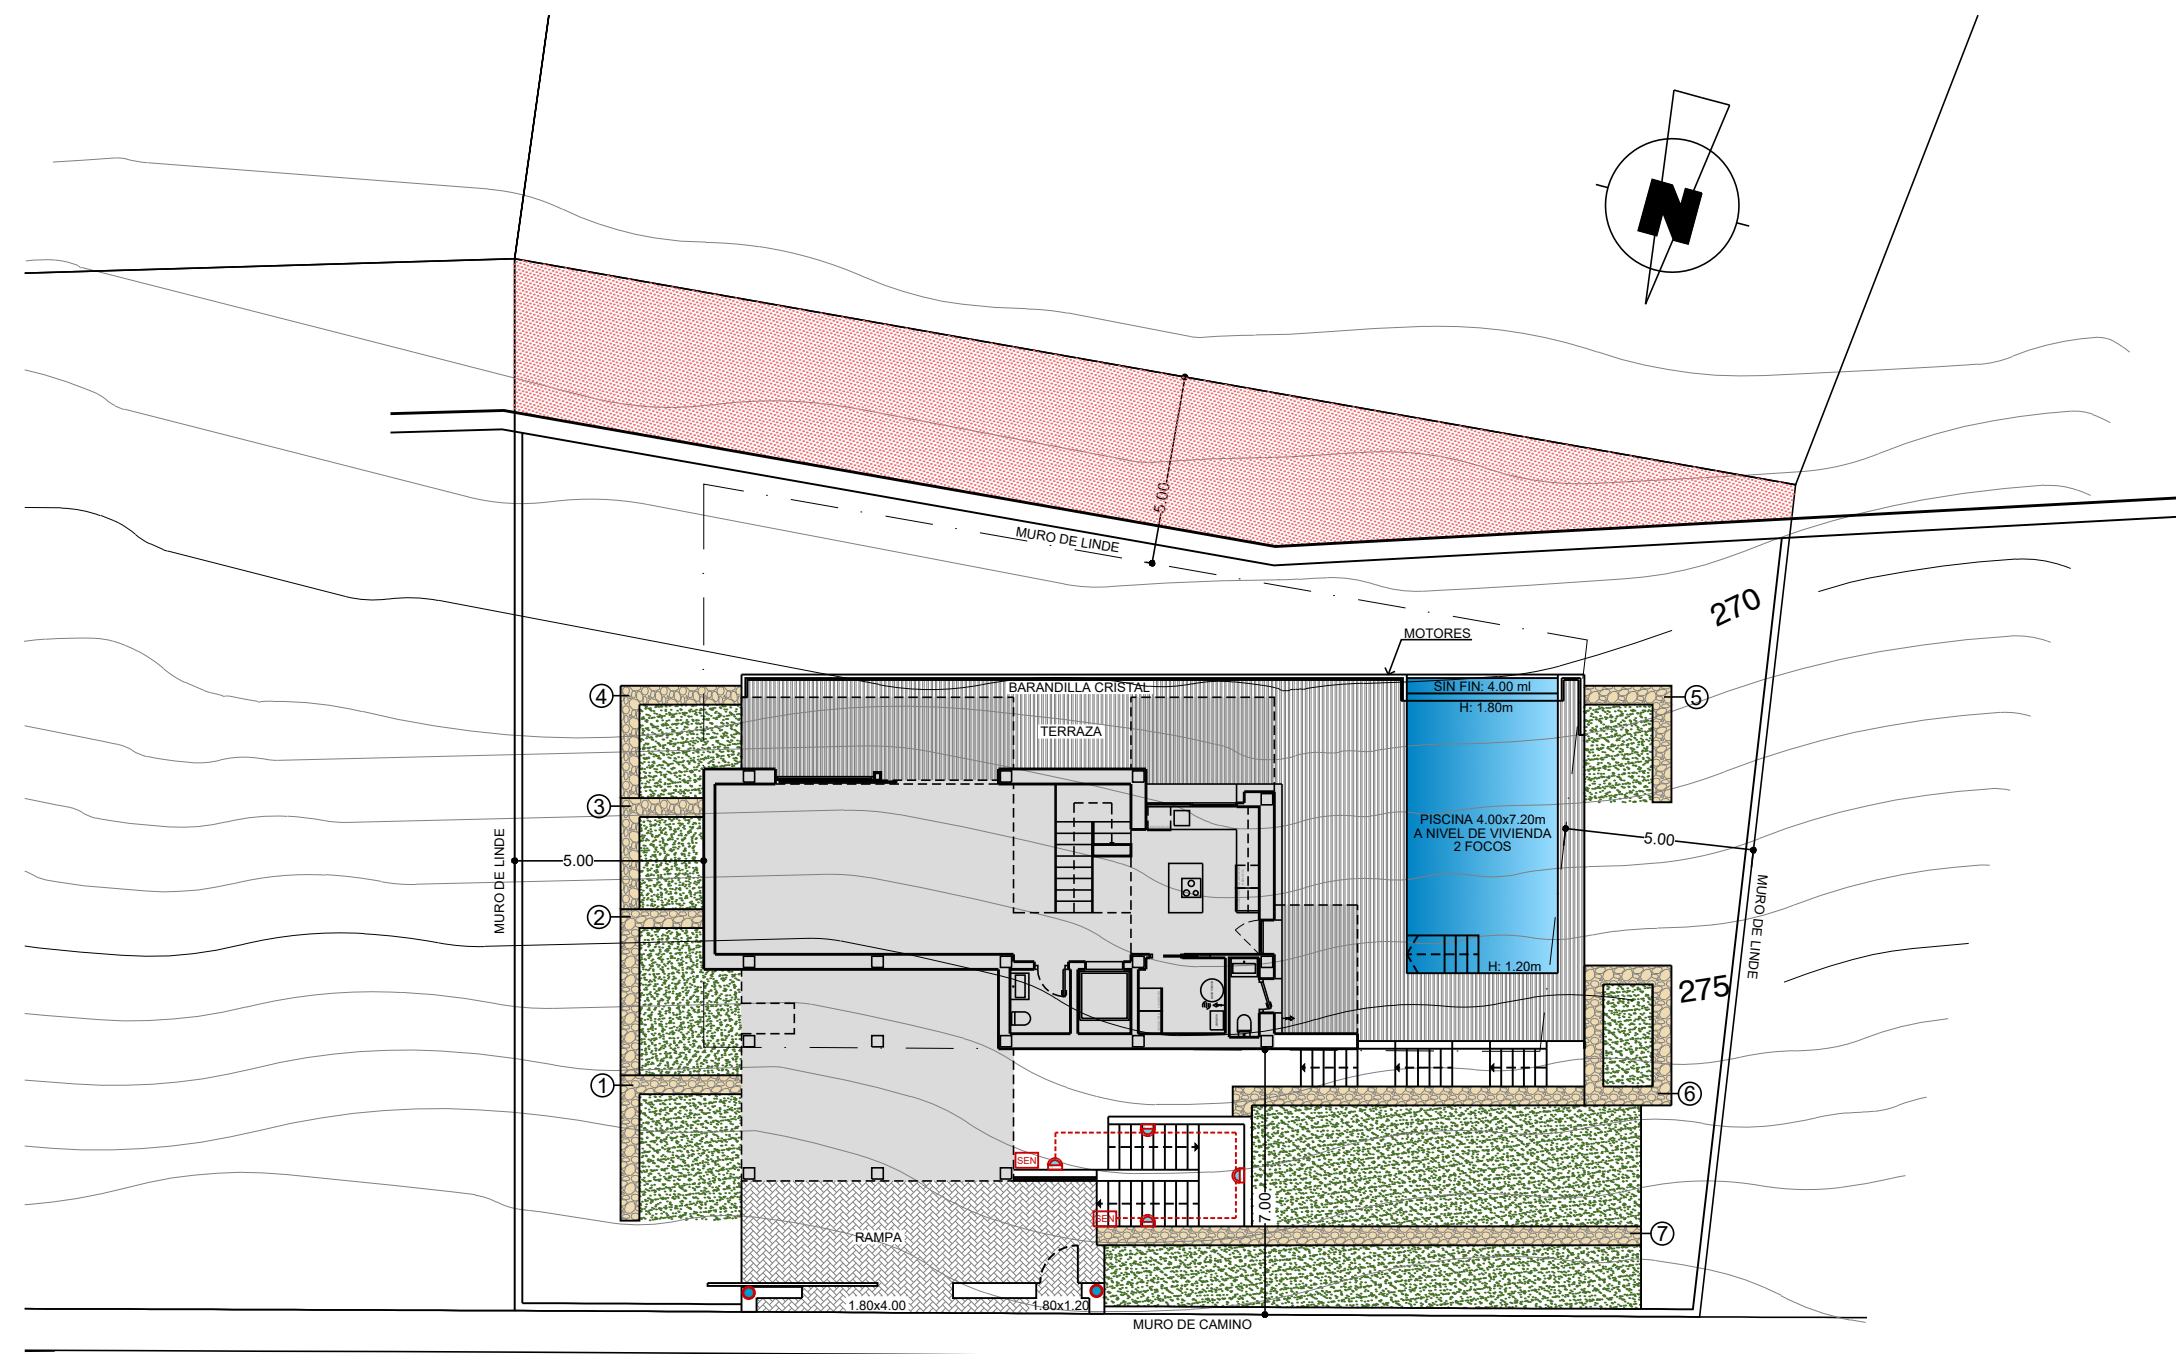 N
5.00
MURO DE LINDE
270
MOTORES
4
BARANDILLA CRISTAL
SIN FIN: 4.00 ml
5
H: 1.80m
TERRAZA
3
PISCINA 4.00x7.20m
A NIVEL DE VIVIENDA
2 FOCOS
5.00
5.00
MURO DE LINDE
MURO DE LINDE
2
H: 1.20m
275
1
6
SEN
SEN
7.00
RAMPA
7
1.80x4.00
1.80x1.20
MURO DE CAMINO